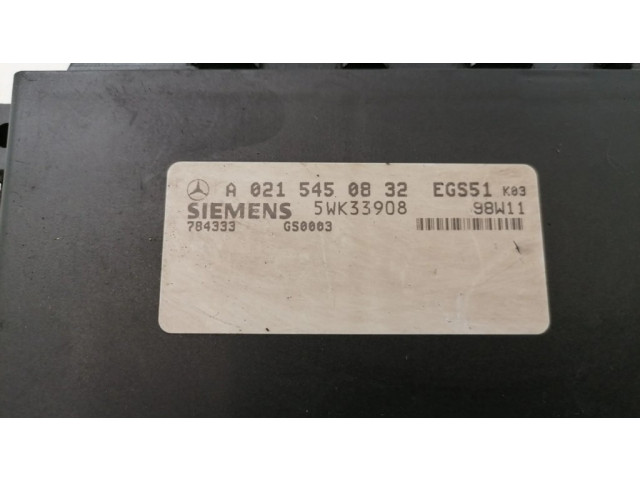 A 021 545 08 32 EGS51 K03
SIEMENS 5WK33908 98W11
784333 GS0003